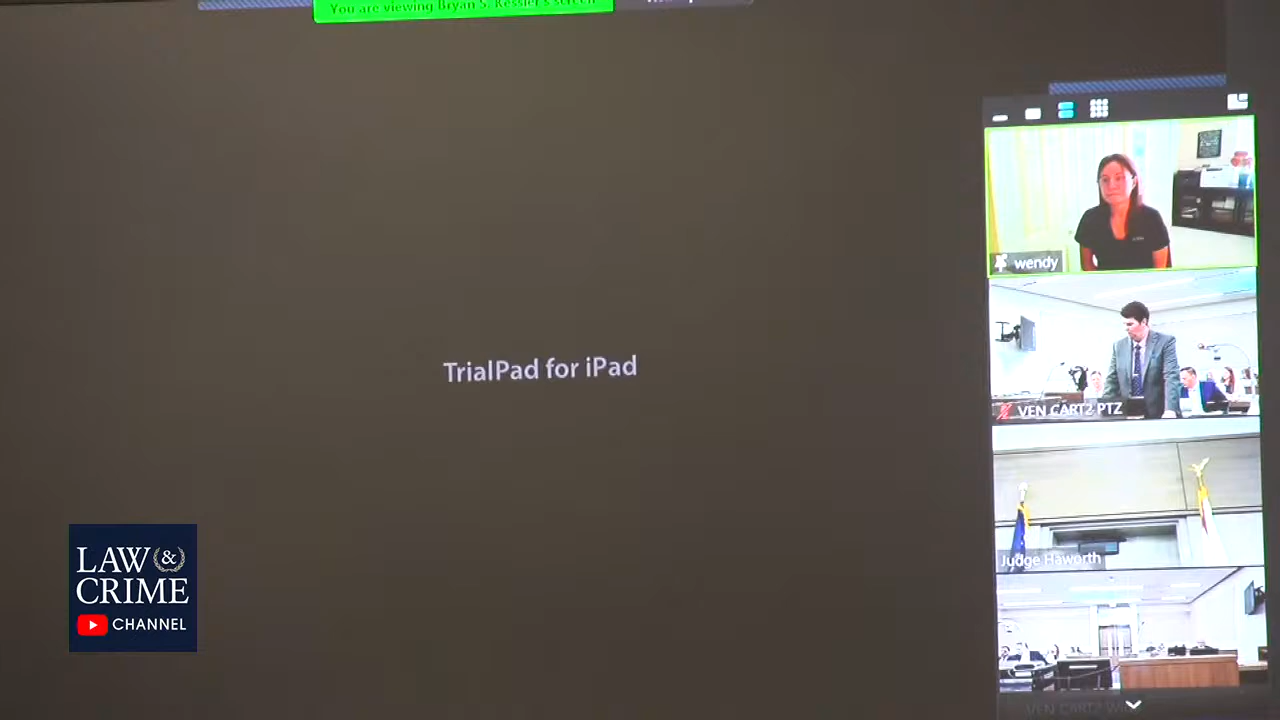 You are viewing Bryan S. Kessler's screen
wendy
TrialPad for iPad
VEN CART2 PTZ
Judge Haworth
LAW &
CRIME
CHANNEL